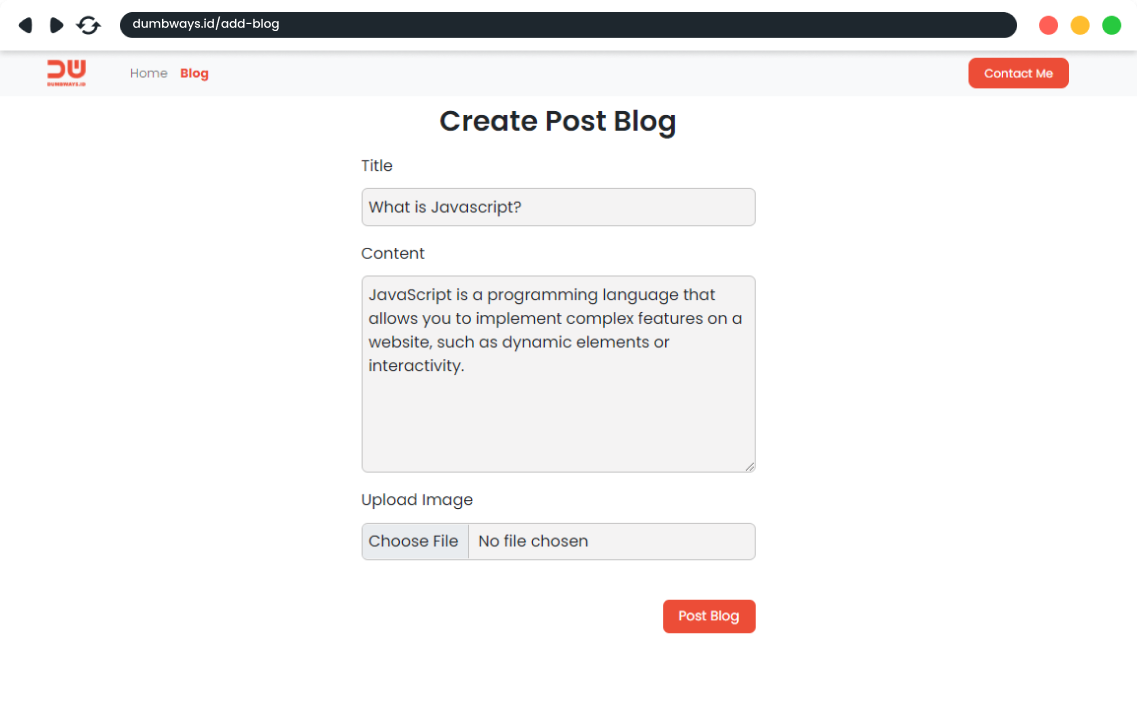 dumbways.id/add-blog
DW
DUMBWAYS.ID
Home Blog
Contact Me
Create Post Blog
Title
What is Javascript?
Content
JavaScript is a programming language that
allows you to implement complex features on a
website, such as dynamic elements or
interactivity.
Upload Image
Choose File No file chosen
Post Blog